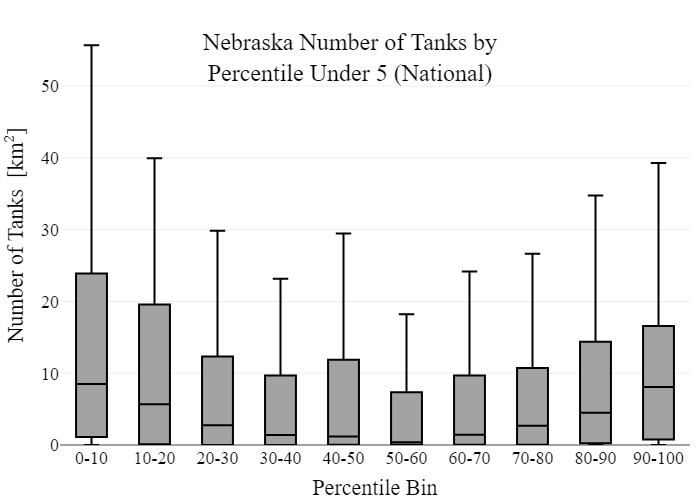 Nebraska Number of Tanks by
Percentile Under 5 (National)
Number of Tanks [km²]
50
40
30
20
10
0
0-10 10-20 20-30 30-40 40-50 50-60 60-70 70-80 80-90 90-100
Percentile Bin